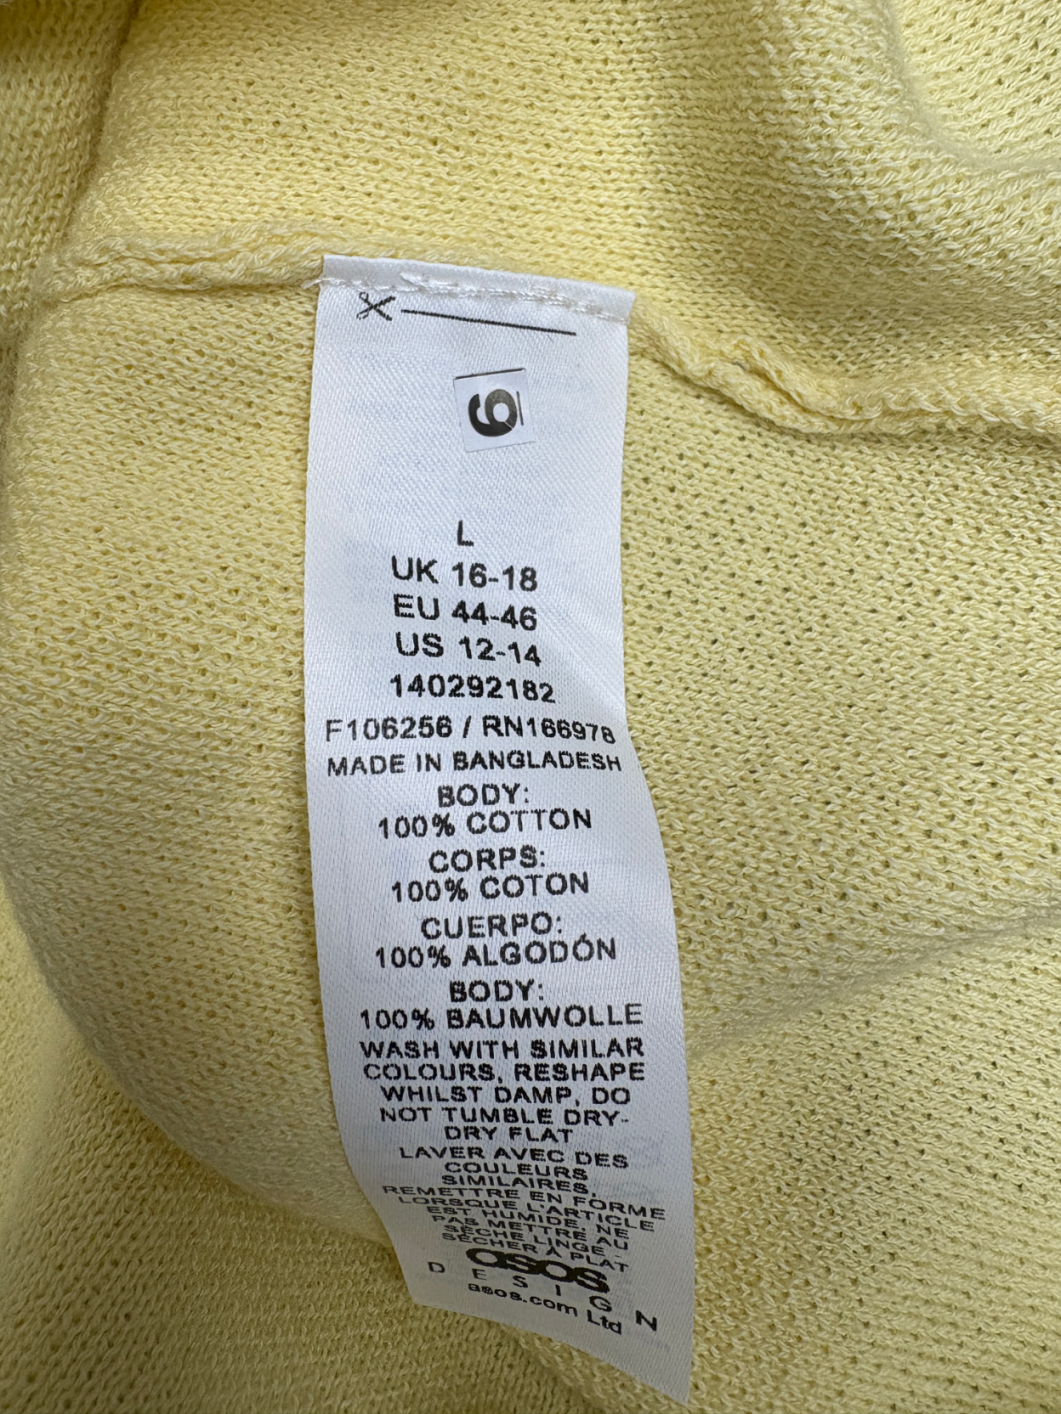 9
L
UK 16-18
EU 44-46
US 12-14
140292182
F106256 / RN166978
MADE IN BANGLADESH
BODY:
100% COTTON
CORPS:
100% COTON
CUERPO:
100% ALGODÓN
BODY:
100% BAUMWOLLE
WASH WITH SIMILAR
COLOURS, RESHAPE
WHILST DAMP, DO
NOT TUMBLE DRY-
DRY FLAT
LAVER AVEC DES
COULEURS
SIMILAIRES,
REMETTRE EN FORME
LORSQUE L'ARTICLE
EST HUMIDE, NE
PAS METTRE AU
SÈCHE LINGE -
SÉCHER À PLAT
asos
DESIGN
asos.com Ltd